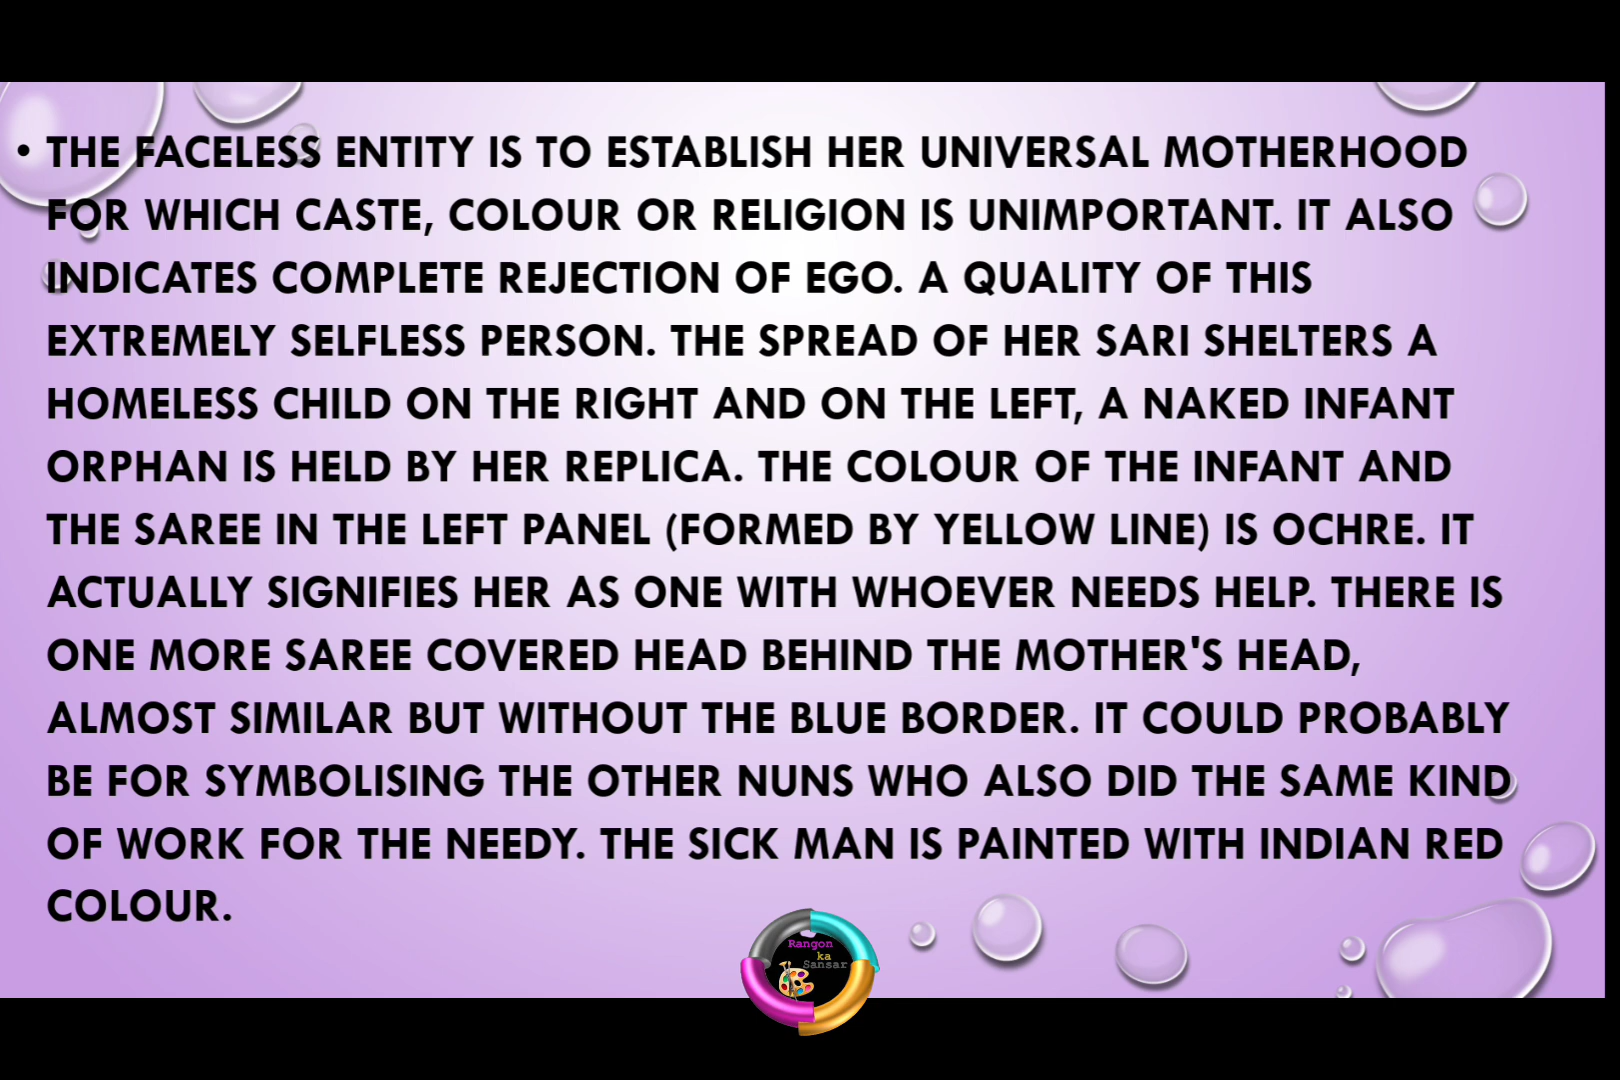 • THE FACELESS ENTITY IS TO ESTABLISH HER UNIVERSAL MOTHERHOOD
FOR WHICH CASTE, COLOUR OR RELIGION IS UNIMPORTANT. IT ALSO
INDICATES COMPLETE REJECTION OF EGO. A QUALITY OF THIS
EXTREMELY SELFLESS PERSON. THE SPREAD OF HER SARI SHELTERS A
HOMELESS CHILD ON THE RIGHT AND ON THE LEFT, A NAKED INFANT
ORPHAN IS HELD BY HER REPLICA. THE COLOUR OF THE INFANT AND
THE SAREE IN THE LEFT PANEL (FORMED BY YELLOW LINE) IS OCHRE. IT
ACTUALLY SIGNIFIES HER AS ONE WITH WHOEVER NEEDS HELP. THERE IS
ONE MORE SAREE COVERED HEAD BEHIND THE MOTHER'S HEAD,
ALMOST SIMILAR BUT WITHOUT THE BLUE BORDER. IT COULD PROBABLY
BE FOR SYMBOLISING THE OTHER NUNS WHO ALSO DID THE SAME KIND
OF WORK FOR THE NEEDY. THE SICK MAN IS PAINTED WITH INDIAN RED
COLOUR.
Rangon
ka
Sansar